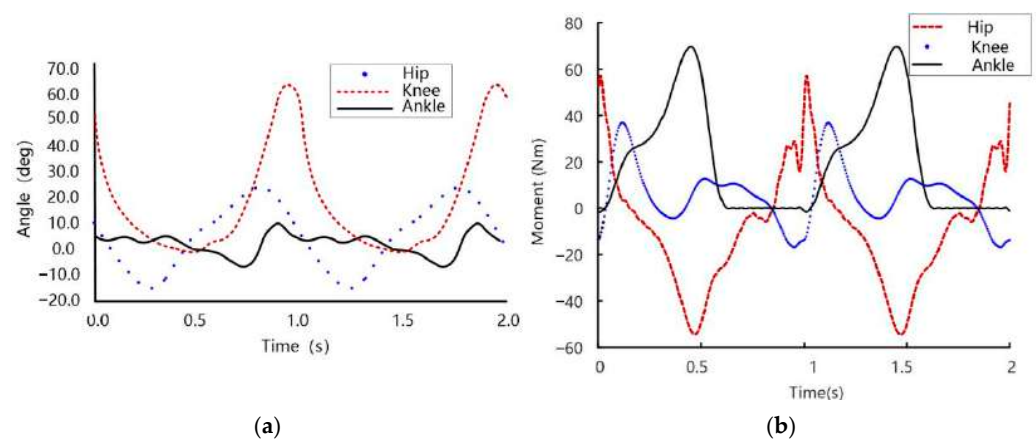 70.0
60.0
50.0
40.0
30.0
20.0
10.0
0.0
−10.0
−20.0
Angle (deg)
Hip
Knee
Ankle
0.0 0.5 1.0 1.5 2.0
Time (s)
(a)
80
60
40
20
0
−20
−40
−60
Moment (Nm)
Hip
Knee
Ankle
0 0.5 1 1.5 2
Time(s)
(b)